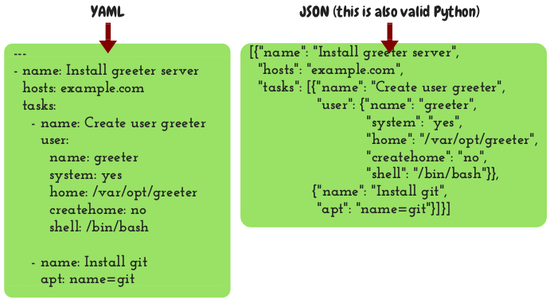 YAML
---
- name: Install greeter server
hosts: example.com
tasks:
- name: Create user greeter
user:
name: greeter
system: yes
home: /var/opt/greeter
createhome: no
shell: /bin/bash
- name: Install git
apt: name=git
JSON (this is also valid Python)
[{"name": "Install greeter server",
"hosts": "example.com",
"tasks": [{"name": "Create user greeter",
"user": {"name": "greeter",
"system": "yes",
"home": "/var/opt/greeter",
"createhome": "no",
"shell": "/bin/bash"}},
{"name": "Install git",
"apt": "name=git"}]}]